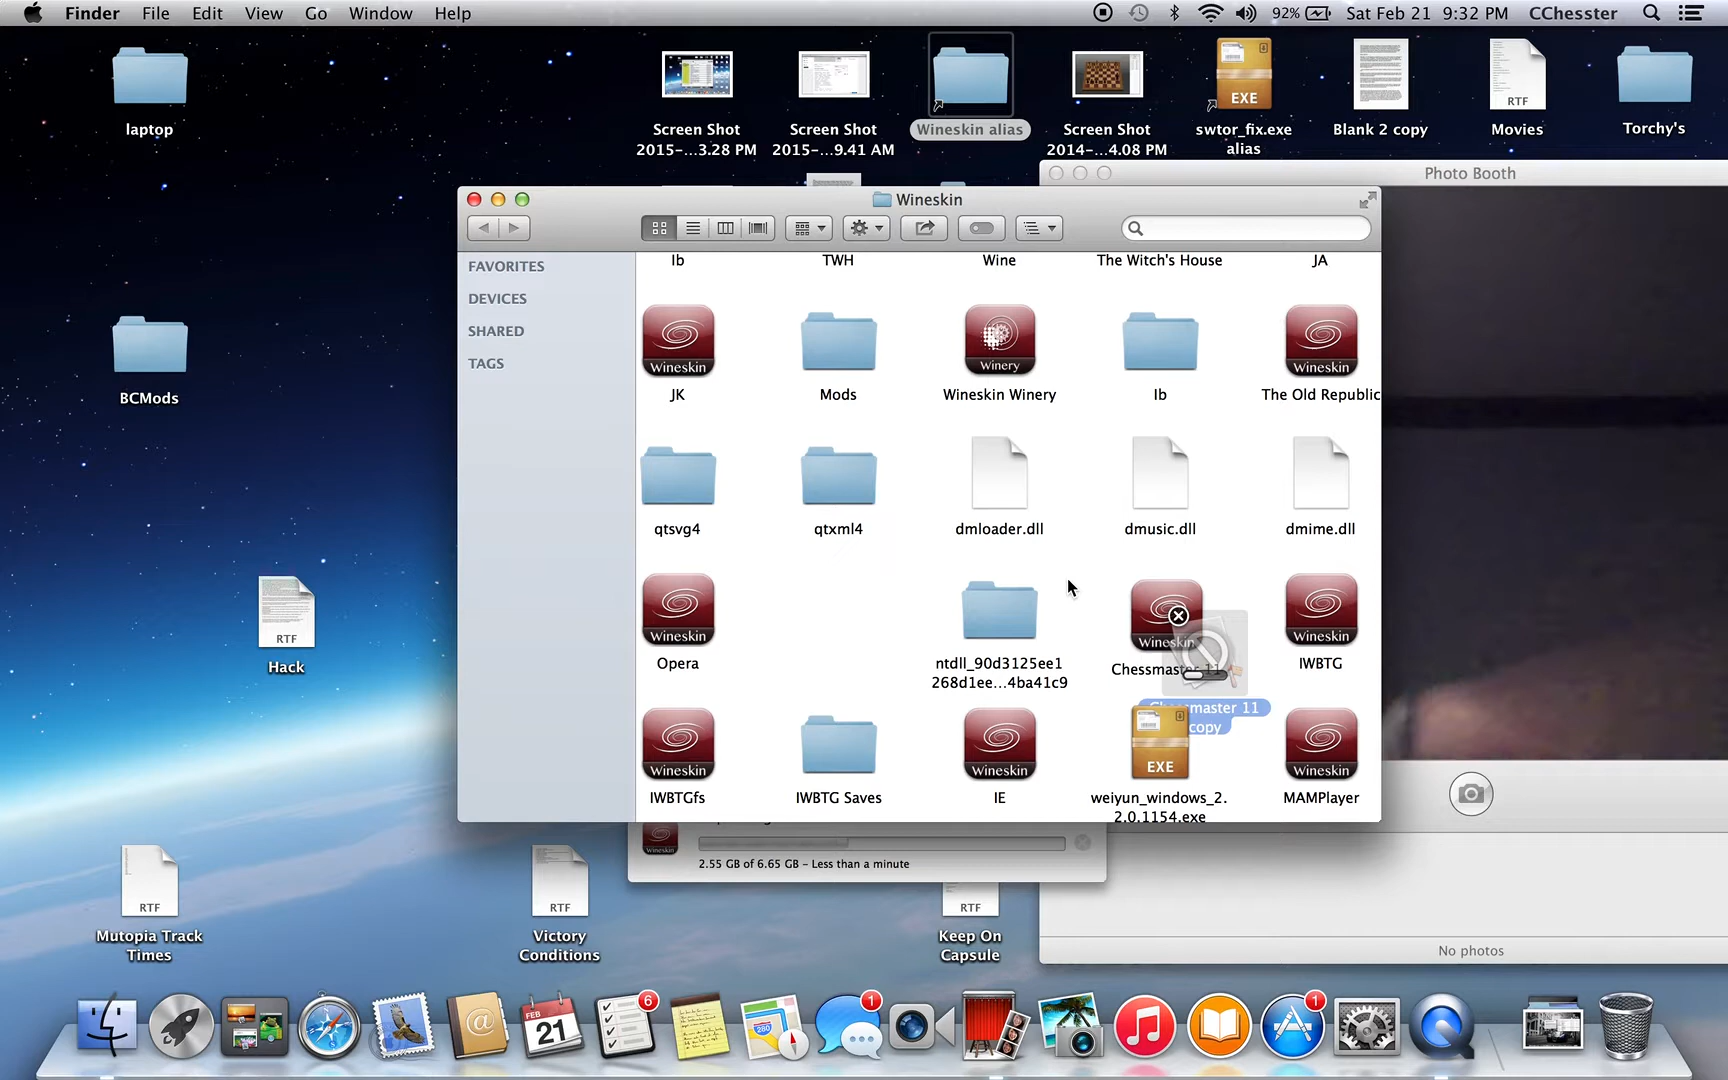 Finder File Edit View Go Window Help
92% Sat Feb 21 9:32 PM CChesster
laptop
Screen Shot
2015-...3.28 PM
Screen Shot
2015-...9.41 AM
Wineskin alias
Screen Shot
2014-...4.08 PM
EXE
swtor_fix.exe
alias
Blank 2 copy
RTF
Movies
Torchy's
Photo Booth
Wineskin
FAVORITES
DEVICES
SHARED
TAGS
Ib TWH Wine The Witch's House JA
Wineskin Winery Wineskin
JK Mods Wineskin Winery Ib The Old Republic
qtsvg4 qtxml4 dmloader.dll dmusic.dll dmime.dll
Wineskin Wineskin Wineskin
Opera
ntdll_90d3125ee1
268d1ee...4ba41c9
Chessmaster 11
IWBTG
Chessmaster 11
copy
Wineskin Wineskin EXE Wineskin
IWBTGfs IWBTG Saves IE
weiyun_windows_2.
2.0.1154.exe
MAMPlayer
2.55 GB of 6.65 GB – Less than a minute
BCMods
RTF
Hack
RTF
Mutopia Track
Times
RTF
Victory
Conditions
RTF
Keep On
Capsule
No photos
FEB
21
6
280
1
1